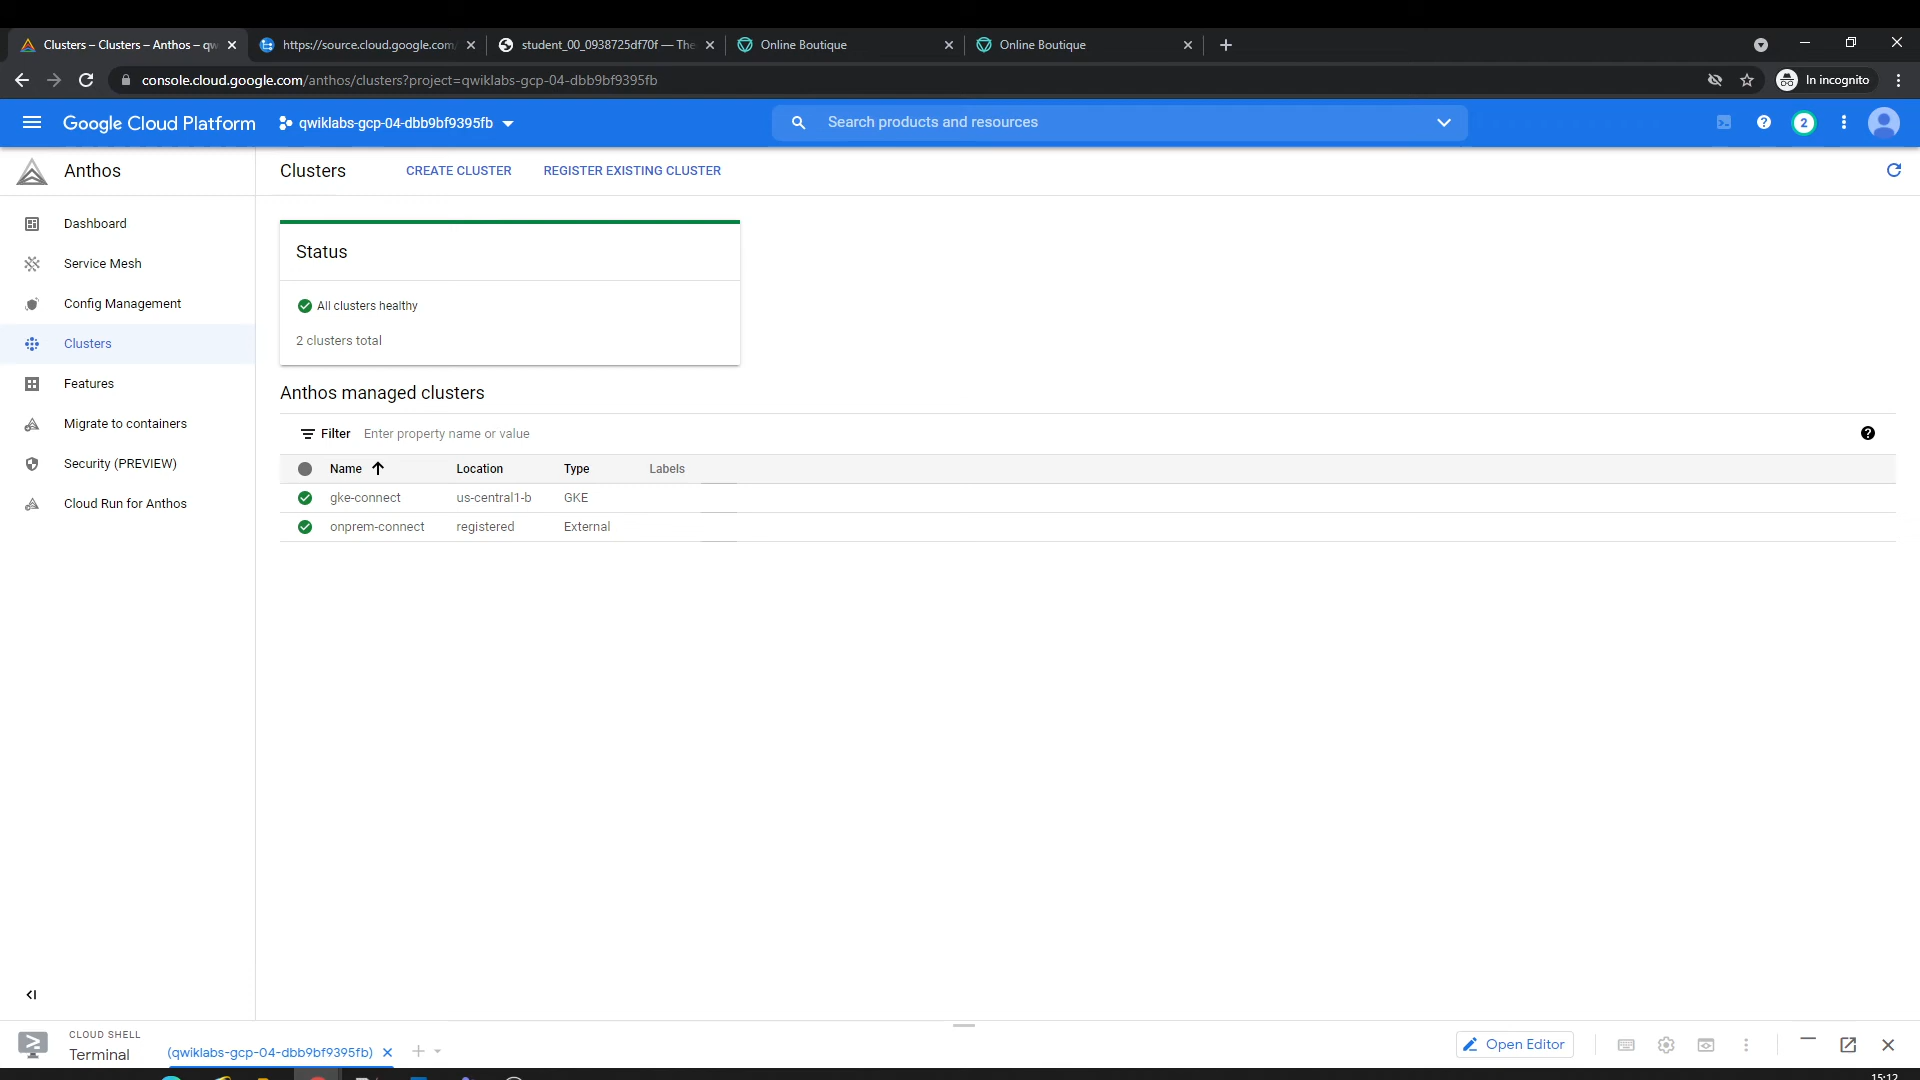 Clusters – Clusters – Anthos – qw
https://source.cloud.google.com/
student_00_0938725df70f — The
Online Boutique
Online Boutique
console.cloud.google.com/anthos/clusters?project=qwiklabs-gcp-04-dbb9bf9395fb
In incognito
Google Cloud Platform
qwiklabs-gcp-04-dbb9bf9395fb
Search products and resources
2
Anthos
Clusters
CREATE CLUSTER
REGISTER EXISTING CLUSTER
Dashboard
Service Mesh
Config Management
Clusters
Features
Migrate to containers
Security (PREVIEW)
Cloud Run for Anthos
Status
All clusters healthy
2 clusters total
Anthos managed clusters
Filter Enter property name or value
Name Location Type Labels
gke-connect us-central1-b GKE
onprem-connect registered External
CLOUD SHELL
Terminal
(qwiklabs-gcp-04-dbb9bf9395fb)
Open Editor
15:12